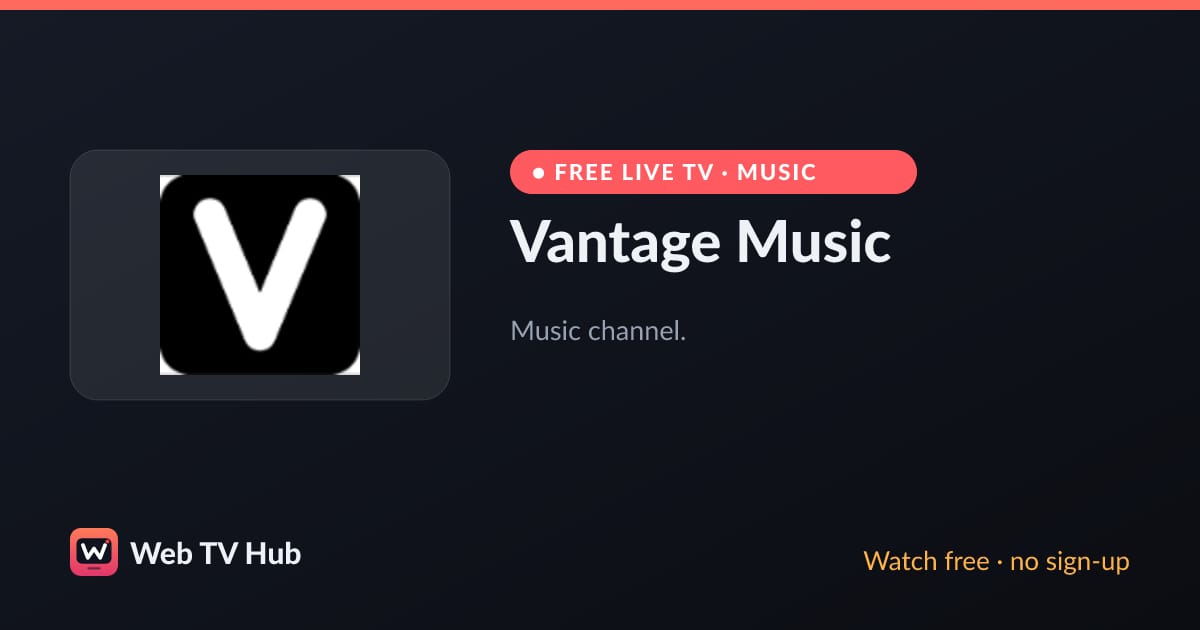 V
FREE LIVE TV · MUSIC
Vantage Music
Music channel.
W
Web TV Hub
Watch free · no sign-up